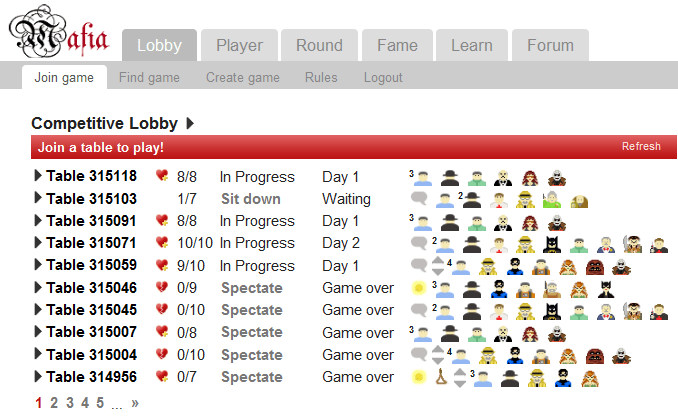 Mafia
Lobby Player Round Fame Learn Forum
Join game Find game Create game Rules Logout
Competitive Lobby
Join a table to play! Refresh
Table 315118 8/8 In Progress Day 1 3
Table 315103 1/7 Sit down Waiting 2
Table 315091 8/8 In Progress Day 1 3
Table 315071 10/10 In Progress Day 2 2
Table 315059 9/10 In Progress Day 1 4
Table 315046 0/9 Spectate Game over 3
Table 315045 0/10 Spectate Game over 2
Table 315007 0/8 Spectate Game over 3
Table 315004 0/10 Spectate Game over 4
Table 314956 0/7 Spectate Game over 3
1 2 3 4 5 ... »